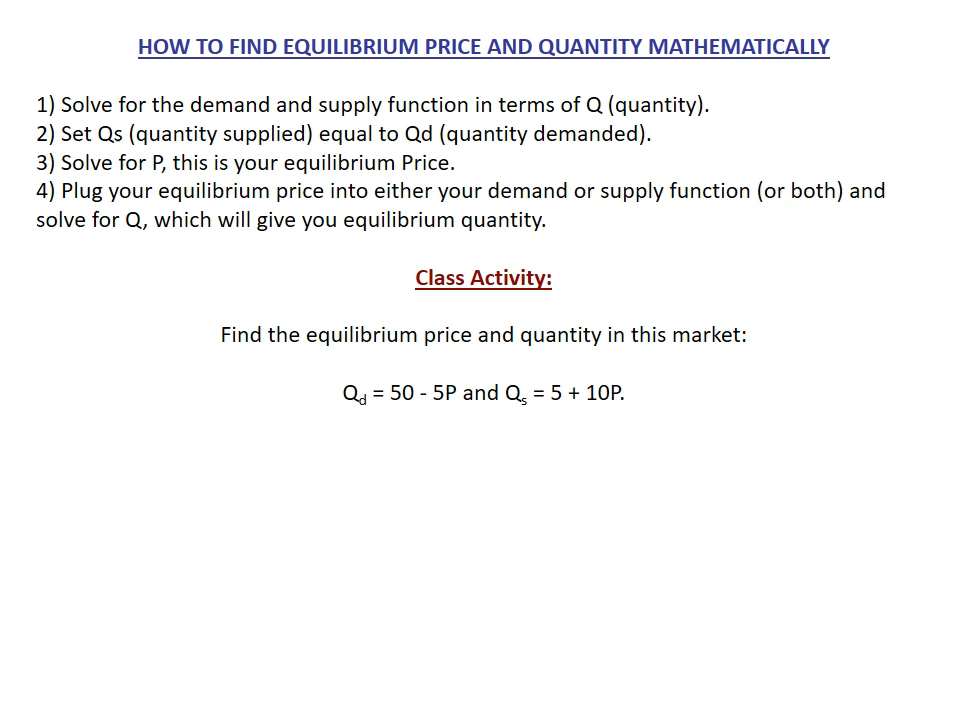 HOW TO FIND EQUILIBRIUM PRICE AND QUANTITY MATHEMATICALLY
1) Solve for the demand and supply function in terms of Q (quantity).
2) Set Qs (quantity supplied) equal to Qd (quantity demanded).
3) Solve for P, this is your equilibrium Price.
4) Plug your equilibrium price into either your demand or supply function (or both) and
solve for Q, which will give you equilibrium quantity.
Class Activity:
Find the equilibrium price and quantity in this market:
Qd = 50 - 5P and Qs = 5 + 10P.